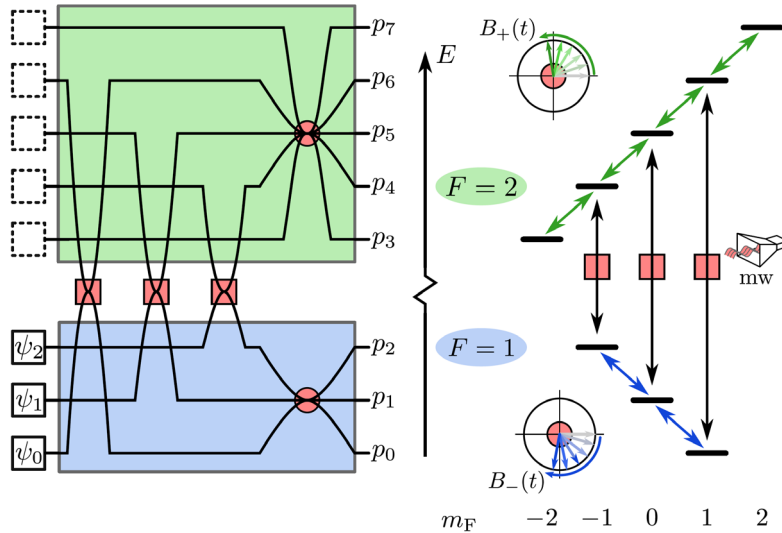 p₇
p₆
p₅
p₄
p₃
ψ₂
p₂
ψ₁
p₁
ψ₀
p₀
E
B₊(t)
F = 2
F = 1
mw
B₋(t)
m_F −2 −1 0 1 2